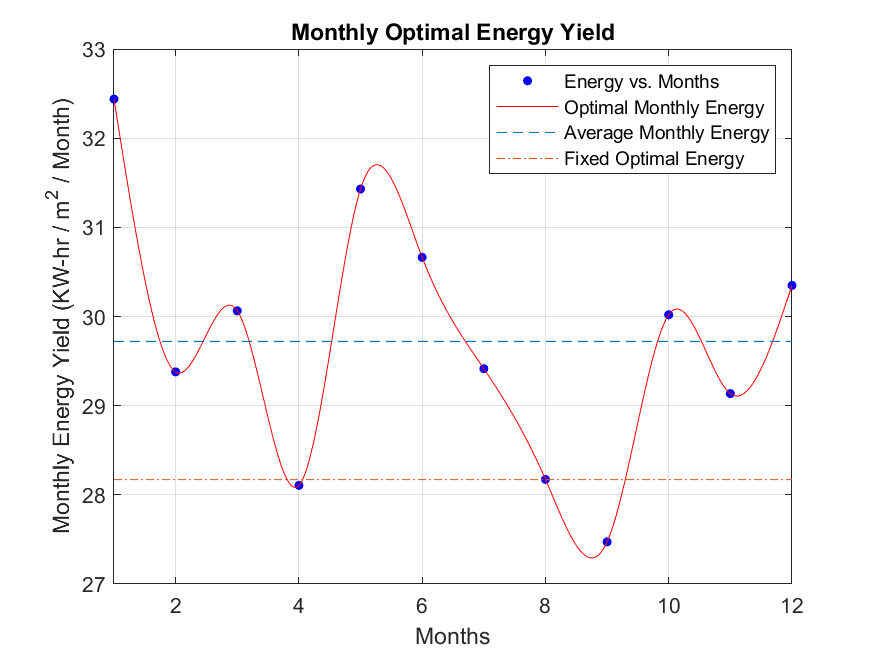 Monthly Optimal Energy Yield
Energy vs. Months
Optimal Monthly Energy
Average Monthly Energy
Fixed Optimal Energy
Monthly Energy Yield (KW-hr / m² / Month)
33
32
31
30
29
28
27
2 4 6 8 10 12
Months